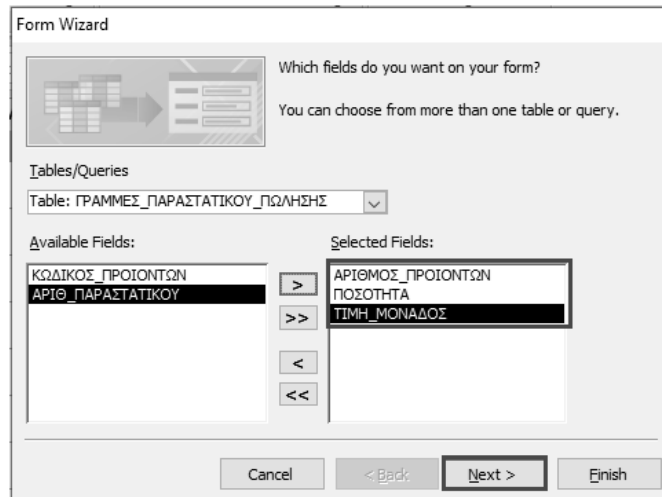 Form Wizard
Which fields do you want on your form?
You can choose from more than one table or query.
Tables/Queries
Table: ΓΡΑΜΜΕΣ_ΠΑΡΑΣΤΑΤΙΚΟΥ_ΠΩΛΗΣΗΣ
Available Fields:
Selected Fields:
ΚΩΔΙΚΟΣ_ΠΡΟΙΟΝΤΩΝ
ΑΡΙΘ_ΠΑΡΑΣΤΑΤΙΚΟΥ
>
>>
<
<<
ΑΡΙΘΜΟΣ_ΠΡΟΙΟΝΤΩΝ
ΠΟΣΟΤΗΤΑ
ΤΙΜΗ_ΜΟΝΑΔΟΣ
Cancel
< Back
Next >
Finish